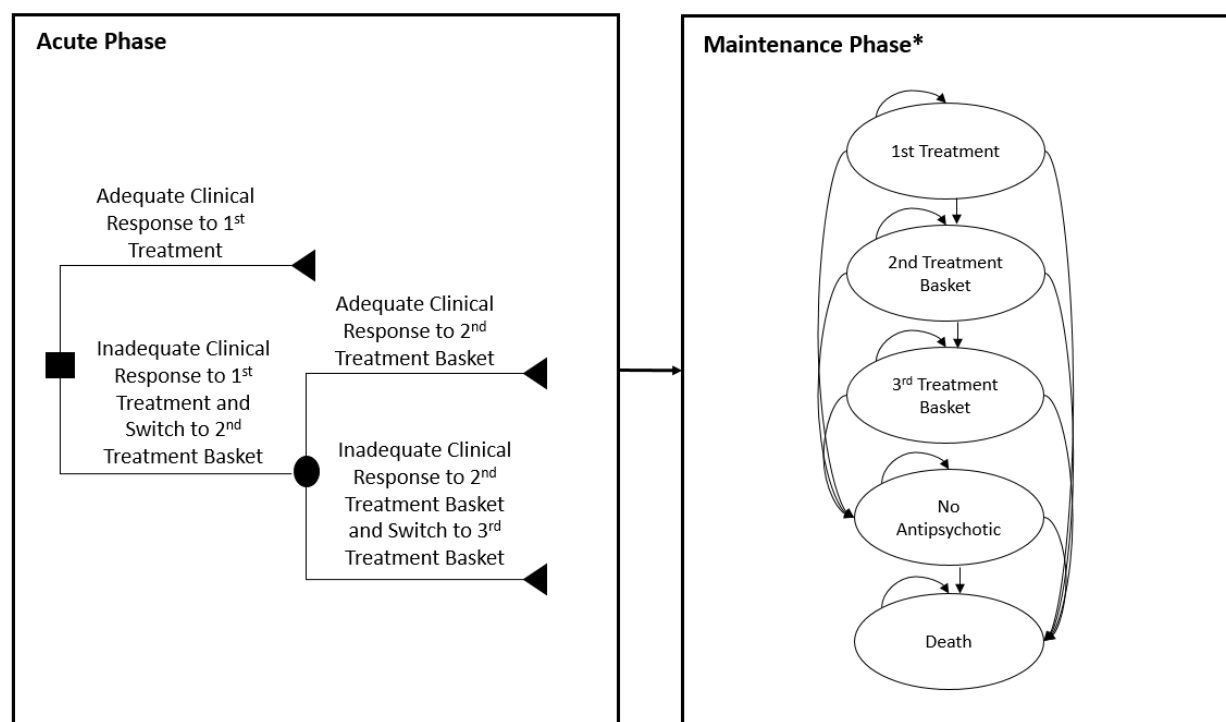 Acute Phase
Adequate Clinical
Response to 1st
Treatment
Inadequate Clinical
Response to 1st
Treatment and
Switch to 2nd
Treatment Basket
Adequate Clinical
Response to 2nd
Treatment Basket
Inadequate Clinical
Response to 2nd
Treatment Basket
and Switch to 3rd
Treatment Basket
Maintenance Phase*
1st Treatment
2nd Treatment
Basket
3rd Treatment
Basket
No
Antipsychotic
Death